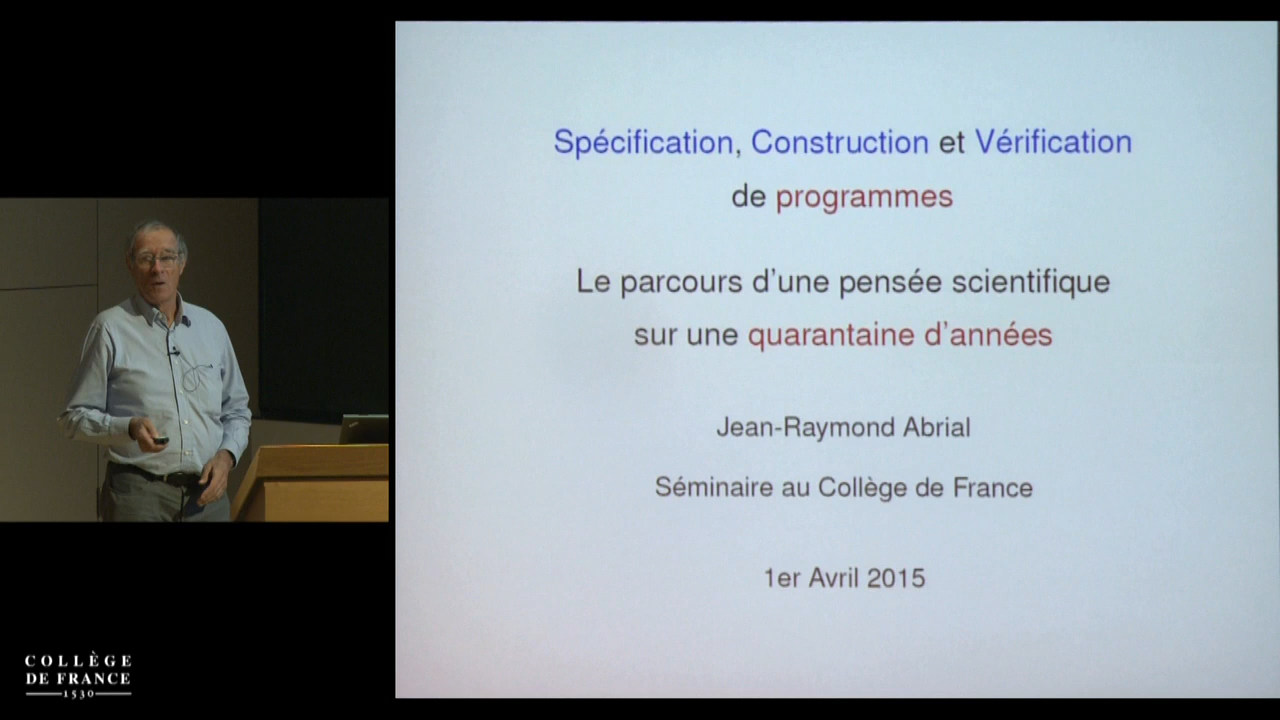 Spécification, Construction et Vérification
de programmes
Le parcours d'une pensée scientifique
sur une quarantaine d'années
Jean-Raymond Abrial
Séminaire au Collège de France
1er Avril 2015
COLLÈGE
DE FRANCE
1530